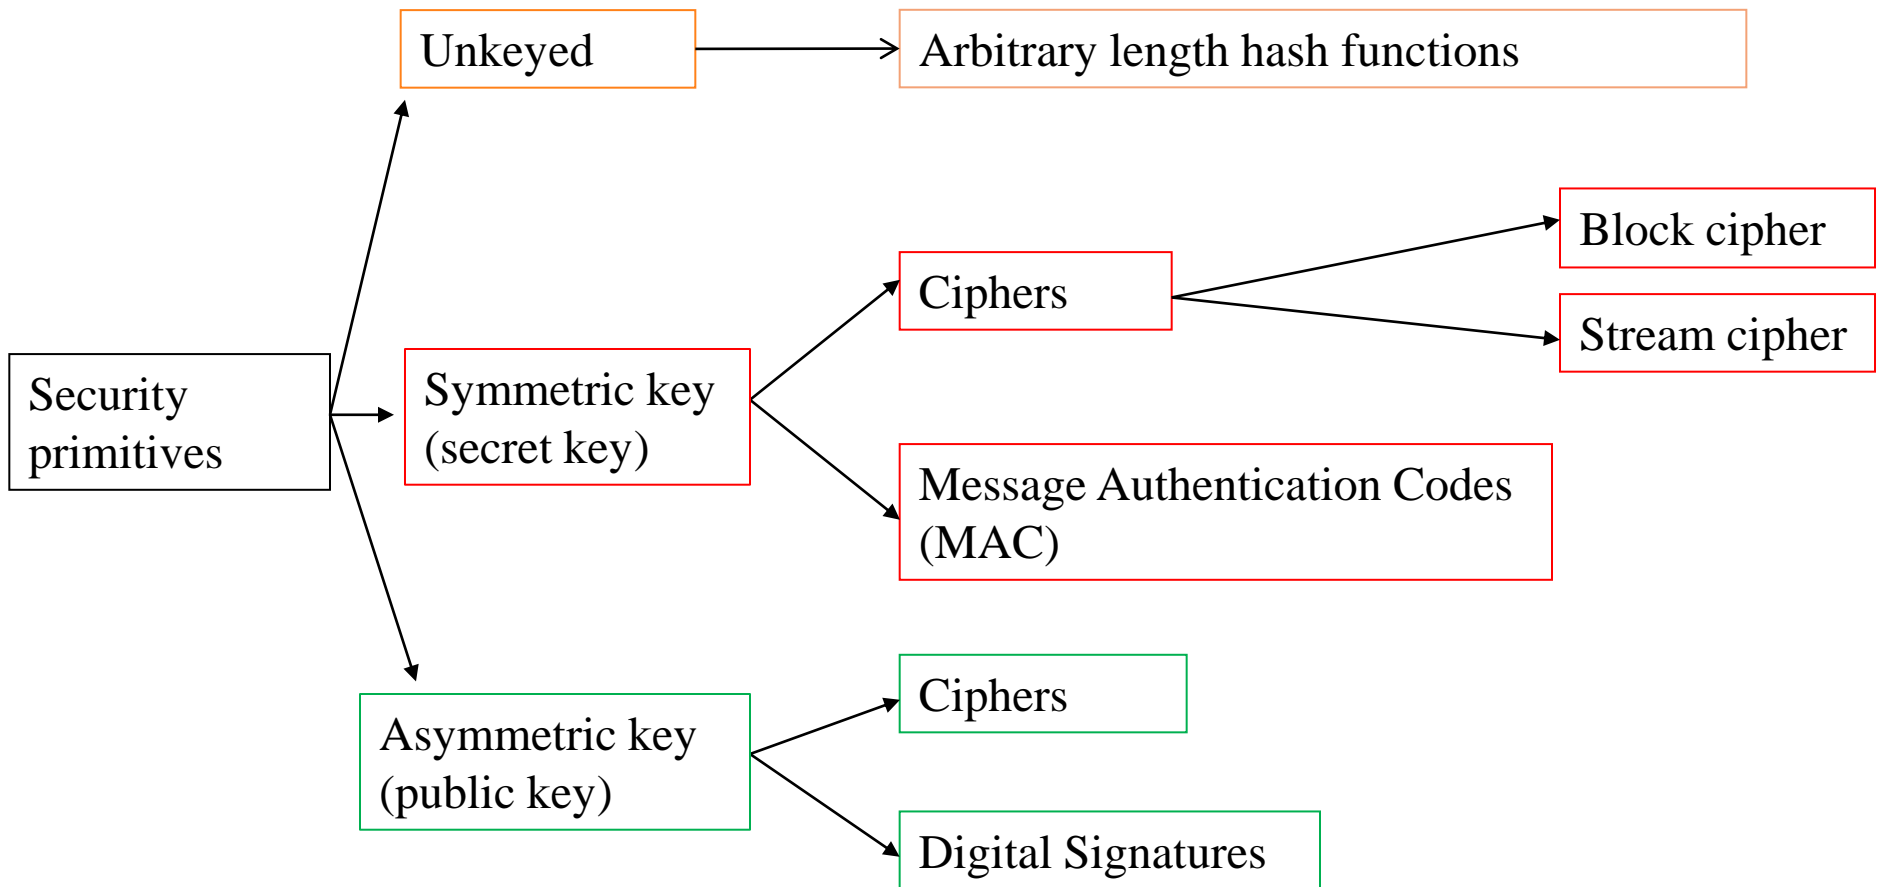 Unkeyed
Arbitrary length hash functions
Block cipher
Ciphers
Stream cipher
Security
primitives
Symmetric key
(secret key)
Message Authentication Codes
(MAC)
Ciphers
Asymmetric key
(public key)
Digital Signatures